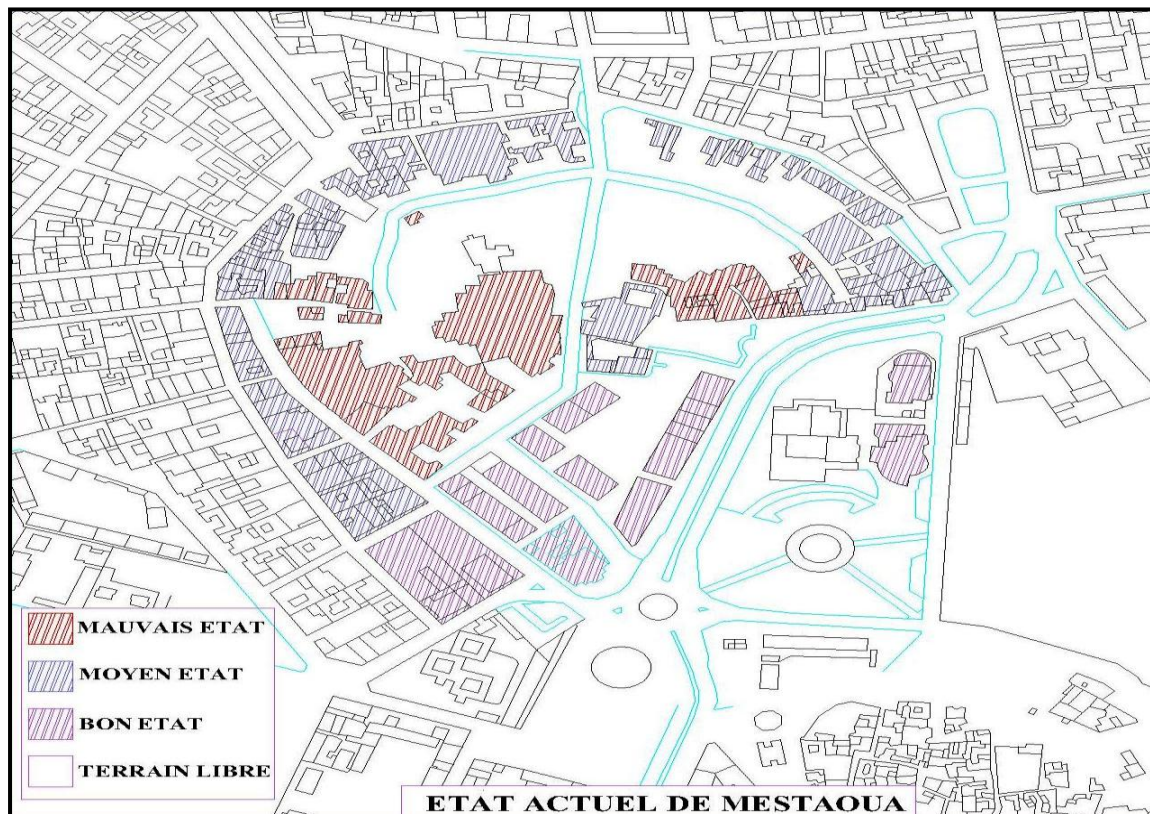 MAUVAIS ETAT
MOYEN ETAT
BON ETAT
TERRAIN LIBRE
ETAT ACTUEL DE MESTAOUA